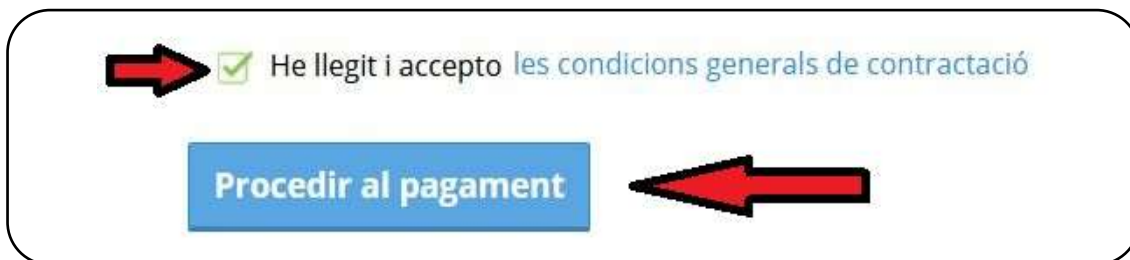 He llegit i accepto les condicions generals de contractació
Procedir al pagament